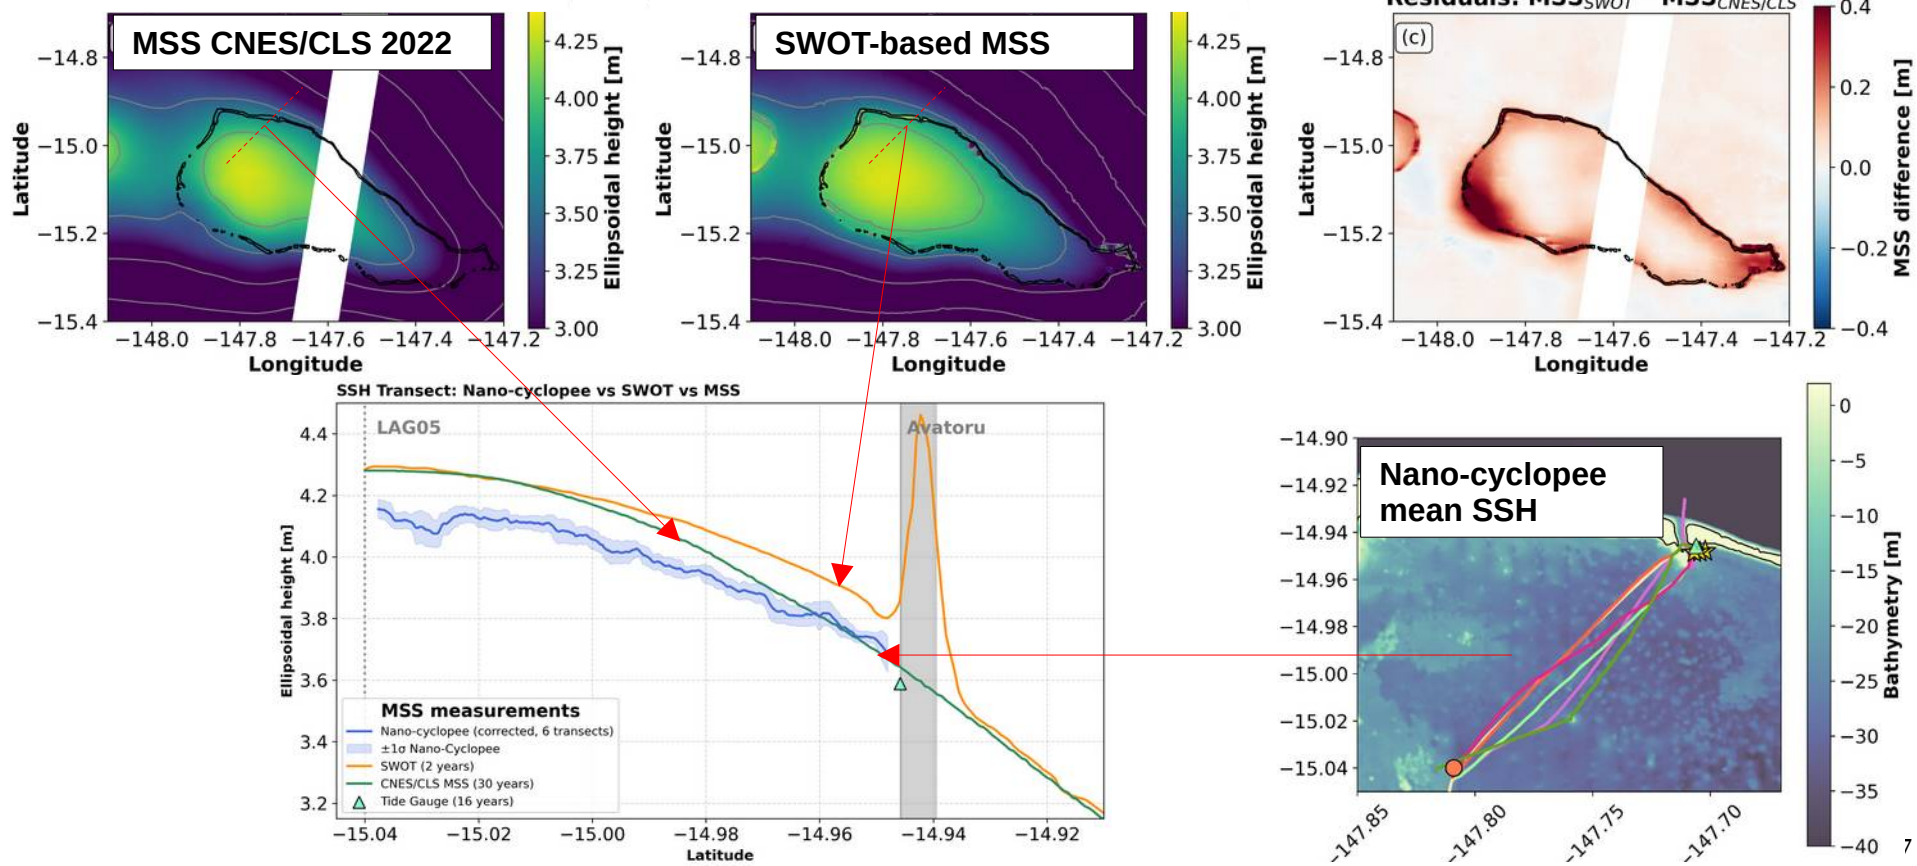 MSS CNES/CLS 2022
−14.8
−15.0
−15.2
−15.4
Latitude
−148.0
−147.8
−147.6
−147.4
−147.2
Longitude
4.25
4.00
3.75
3.50
3.25
3.00
Ellipsoidal height [m]
SWOT-based MSS
−14.8
−15.0
−15.2
−15.4
Latitude
−148.0
−147.8
−147.6
−147.4
−147.2
Longitude
4.25
4.00
3.75
3.50
3.25
3.00
Ellipsoidal height [m]
Residuals: MSS SWOT − MSS CNES/CLS
(c)
−14.8
−15.0
−15.2
−15.4
Latitude
−148.0
−147.8
−147.6
−147.4
−147.2
Longitude
0.4
0.2
0.0
−0.2
−0.4
MSS difference [m]
SSH Transect: Nano-cyclopee vs SWOT vs MSS
LAG05
Avatoru
4.4
4.2
4.0
3.8
3.6
3.4
3.2
Ellipsoidal height [m]
MSS measurements
Nano-cyclopee (corrected, 6 transects)
±1σ Nano-Cyclopee
SWOT (2 years)
CNES/CLS MSS (30 years)
Tide Gauge (16 years)
−15.04
−15.02
−15.00
−14.98
−14.96
−14.94
−14.92
Latitude
Nano-cyclopee
mean SSH
−14.90
−14.92
−14.94
−14.96
−14.98
−15.00
−15.02
−15.04
−147.85
−147.80
−147.75
−147.70
0
−5
−10
−15
−20
−25
−30
−35
−40
Bathymetry [m]
7